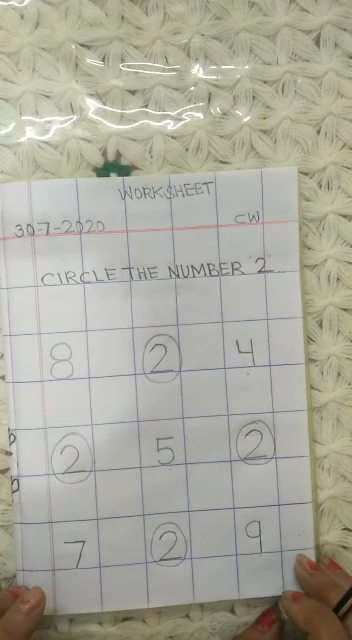 WORKSHEET
30-7-2020 CW
CIRCLE THE NUMBER '2'.
8 2 4
2 5 2
7 2 9